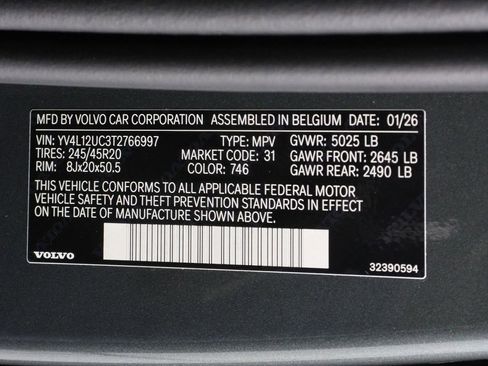 MFD BY VOLVO CAR CORPORATION ASSEMBLED IN BELGIUM DATE: 01/26
VIN: YV4L12UC3T2766997 TYPE: MPV GVWR: 5025 LB
TIRES: 245/45R20 MARKET CODE: 31 GAWR FRONT: 2645 LB
RIM: 8Jx20x50.5 COLOR: 746 GAWR REAR: 2490 LB
THIS VEHICLE CONFORMS TO ALL APPLICABLE FEDERAL MOTOR
VEHICLE SAFETY AND THEFT PREVENTION STANDARDS IN EFFECT
ON THE DATE OF MANUFACTURE SHOWN ABOVE.
VOLVO 32390594